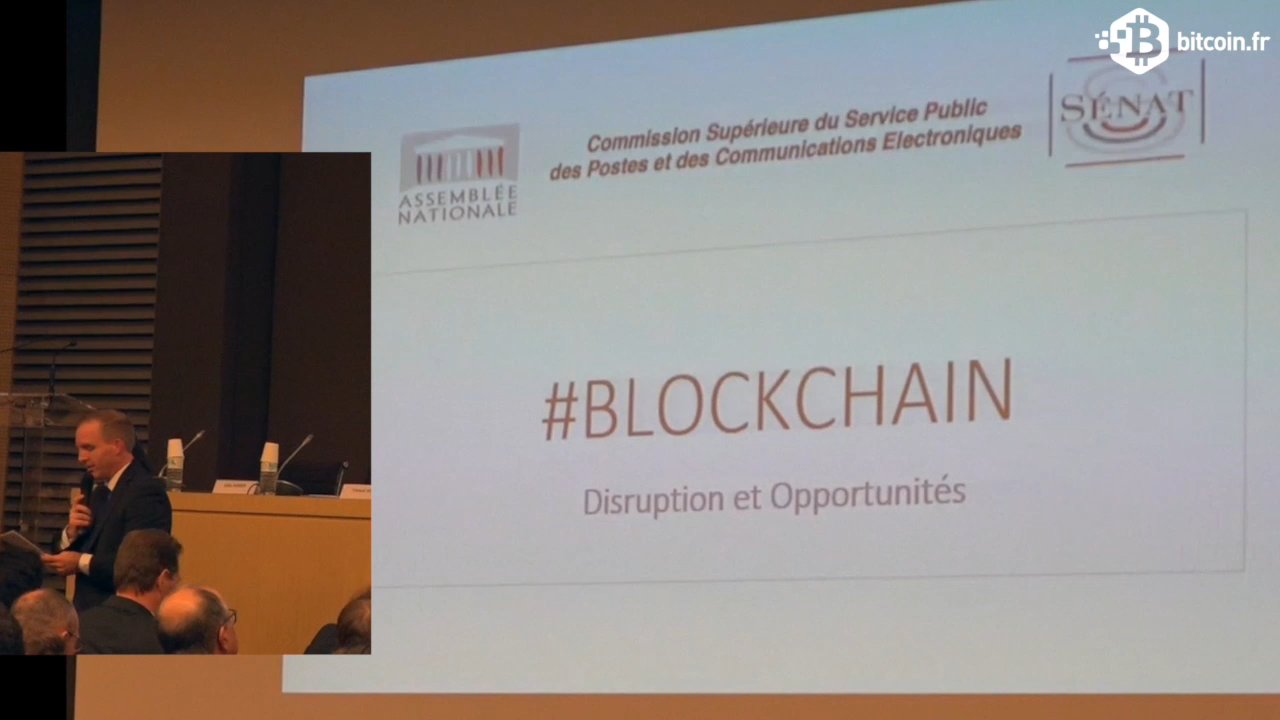 bitcoin.fr
Commission Supérieure du Service Public
des Postes et des Communications Electroniques
SÉNAT
ASSEMBLÉE
NATIONALE
#BLOCKCHAIN
Disruption et Opportunités